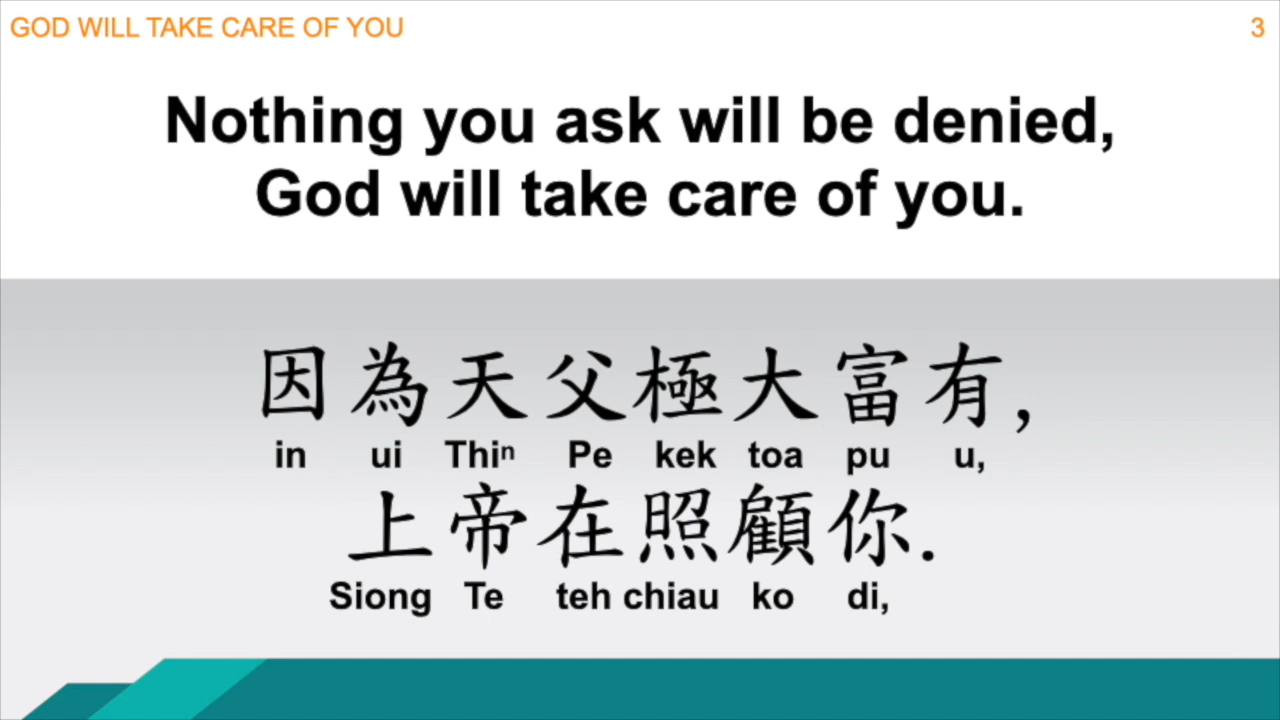 GOD WILL TAKE CARE OF YOU 3
Nothing you ask will be denied,
God will take care of you.
因為天父極大富有,
in ui Thiⁿ Pe kek toa pu u,
上帝在照顧你.
Siong Te teh chiau ko di,